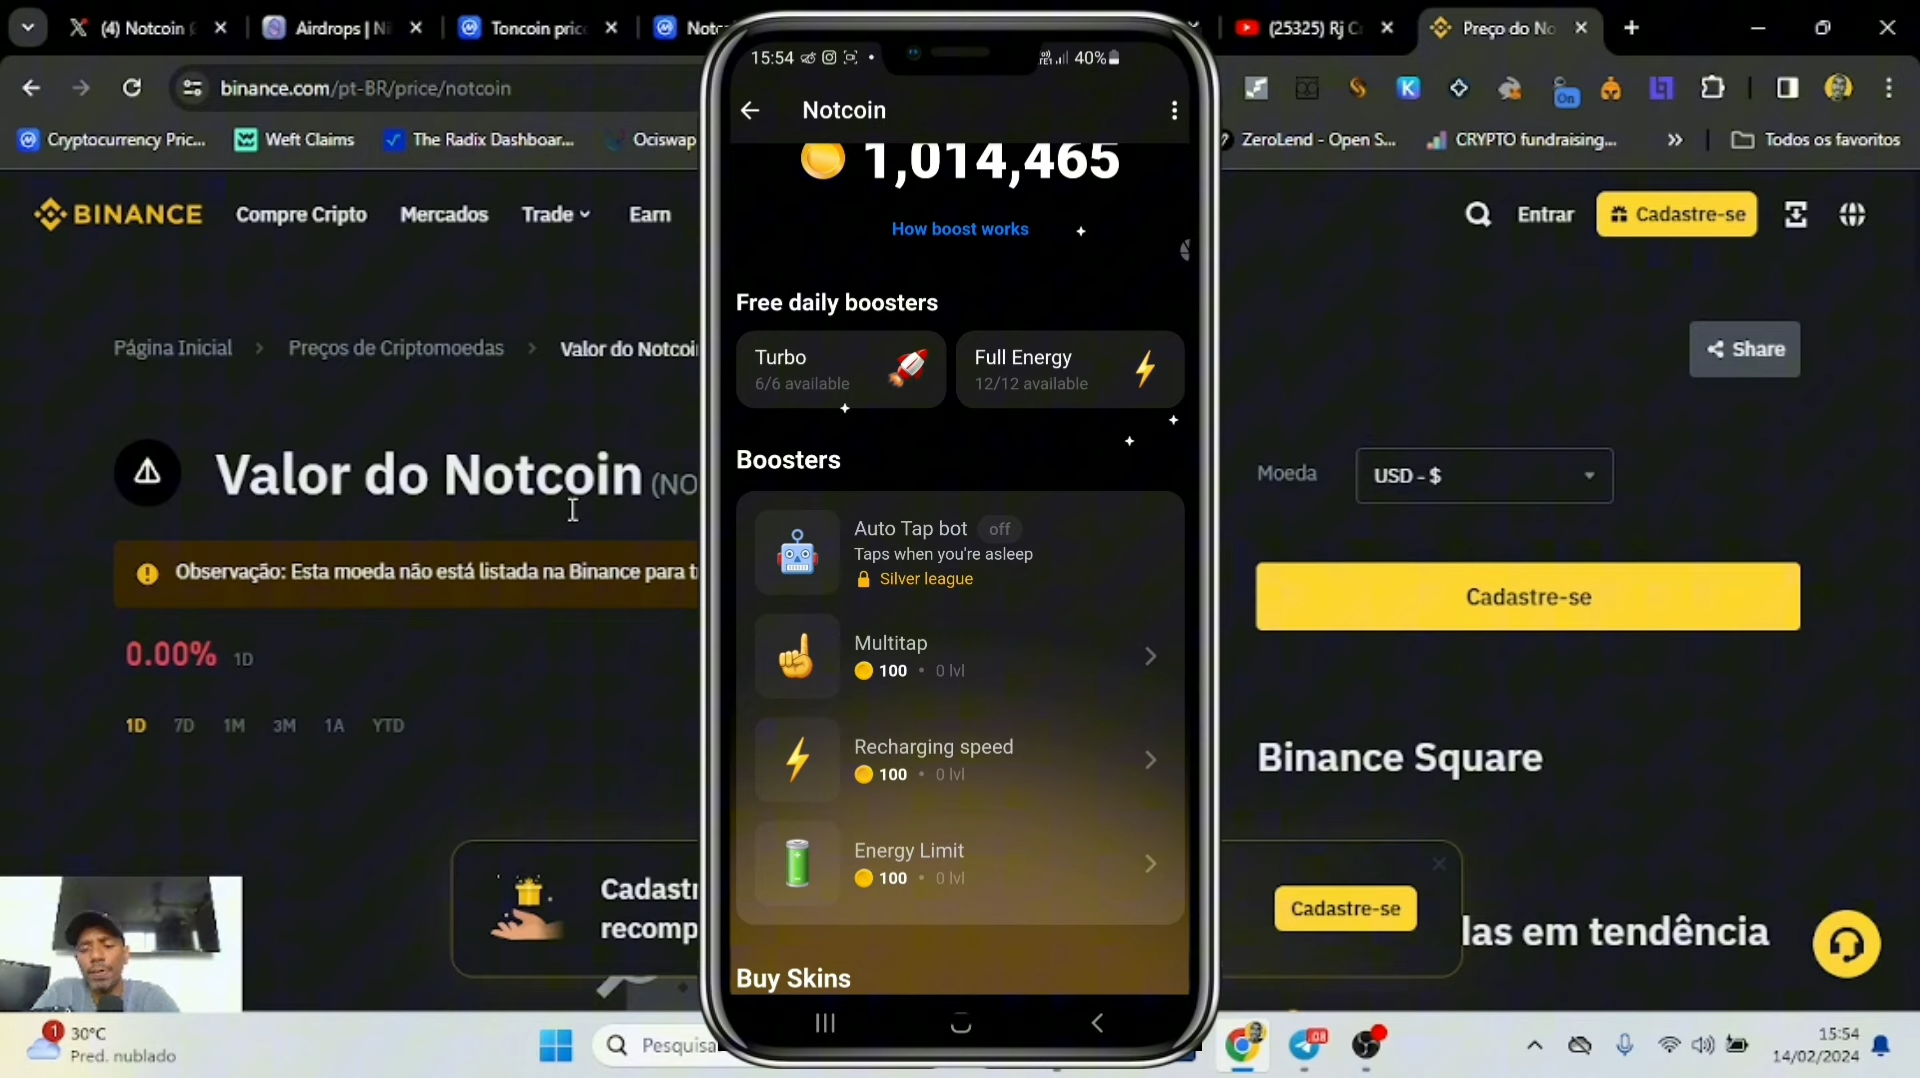 (4) Notcoin
Airdrops | Ni
Toncoin pric
Notc
(25325) Rj C
Preço do No
binance.com/pt-BR/price/notcoin
On
Cryptocurrency Pric...
Weft Claims
The Radix Dashboar...
Ociswap
ZeroLend - Open S...
CRYPTO fundraising...
»
Todos os favoritos
BINANCE
Compre Cripto
Mercados
Trade
Earn
Entrar
Cadastre-se
Página Inicial
Preços de Criptomoedas
Valor do Notcoi
Share
Valor do Notcoin (NO
Moeda
USD - $
Observação: Esta moeda não está listada na Binance para t
Cadastre-se
0.00% 1D
1D 7D 1M 3M 1A YTD
Binance Square
Cadast
recomp
Cadastre-se
las em tendência
15:54
40%
Notcoin
1,014,465
How boost works
Free daily boosters
Turbo
6/6 available
Full Energy
12/12 available
Boosters
Auto Tap bot off
Taps when you're asleep
Silver league
Multitap
100 • 0 lvl
Recharging speed
100 • 0 lvl
Energy Limit
100 • 0 lvl
Buy Skins
1
30°C
Pred. nublado
Pesquisa
15:54
14/02/2024